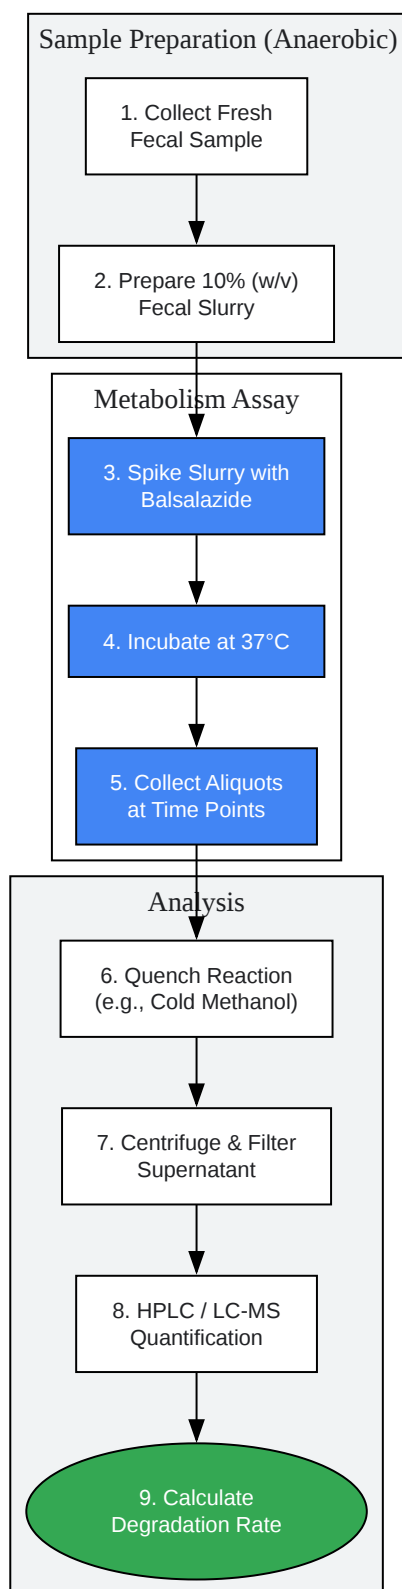 Sample Preparation (Anaerobic)
1. Collect Fresh
Fecal Sample
2. Prepare 10% (w/v)
Fecal Slurry
Metabolism Assay
3. Spike Slurry with
Balsalazide
4. Incubate at 37°C
5. Collect Aliquots
at Time Points
Analysis
6. Quench Reaction
(e.g., Cold Methanol)
7. Centrifuge & Filter
Supernatant
8. HPLC / LC-MS
Quantification
9. Calculate
Degradation Rate